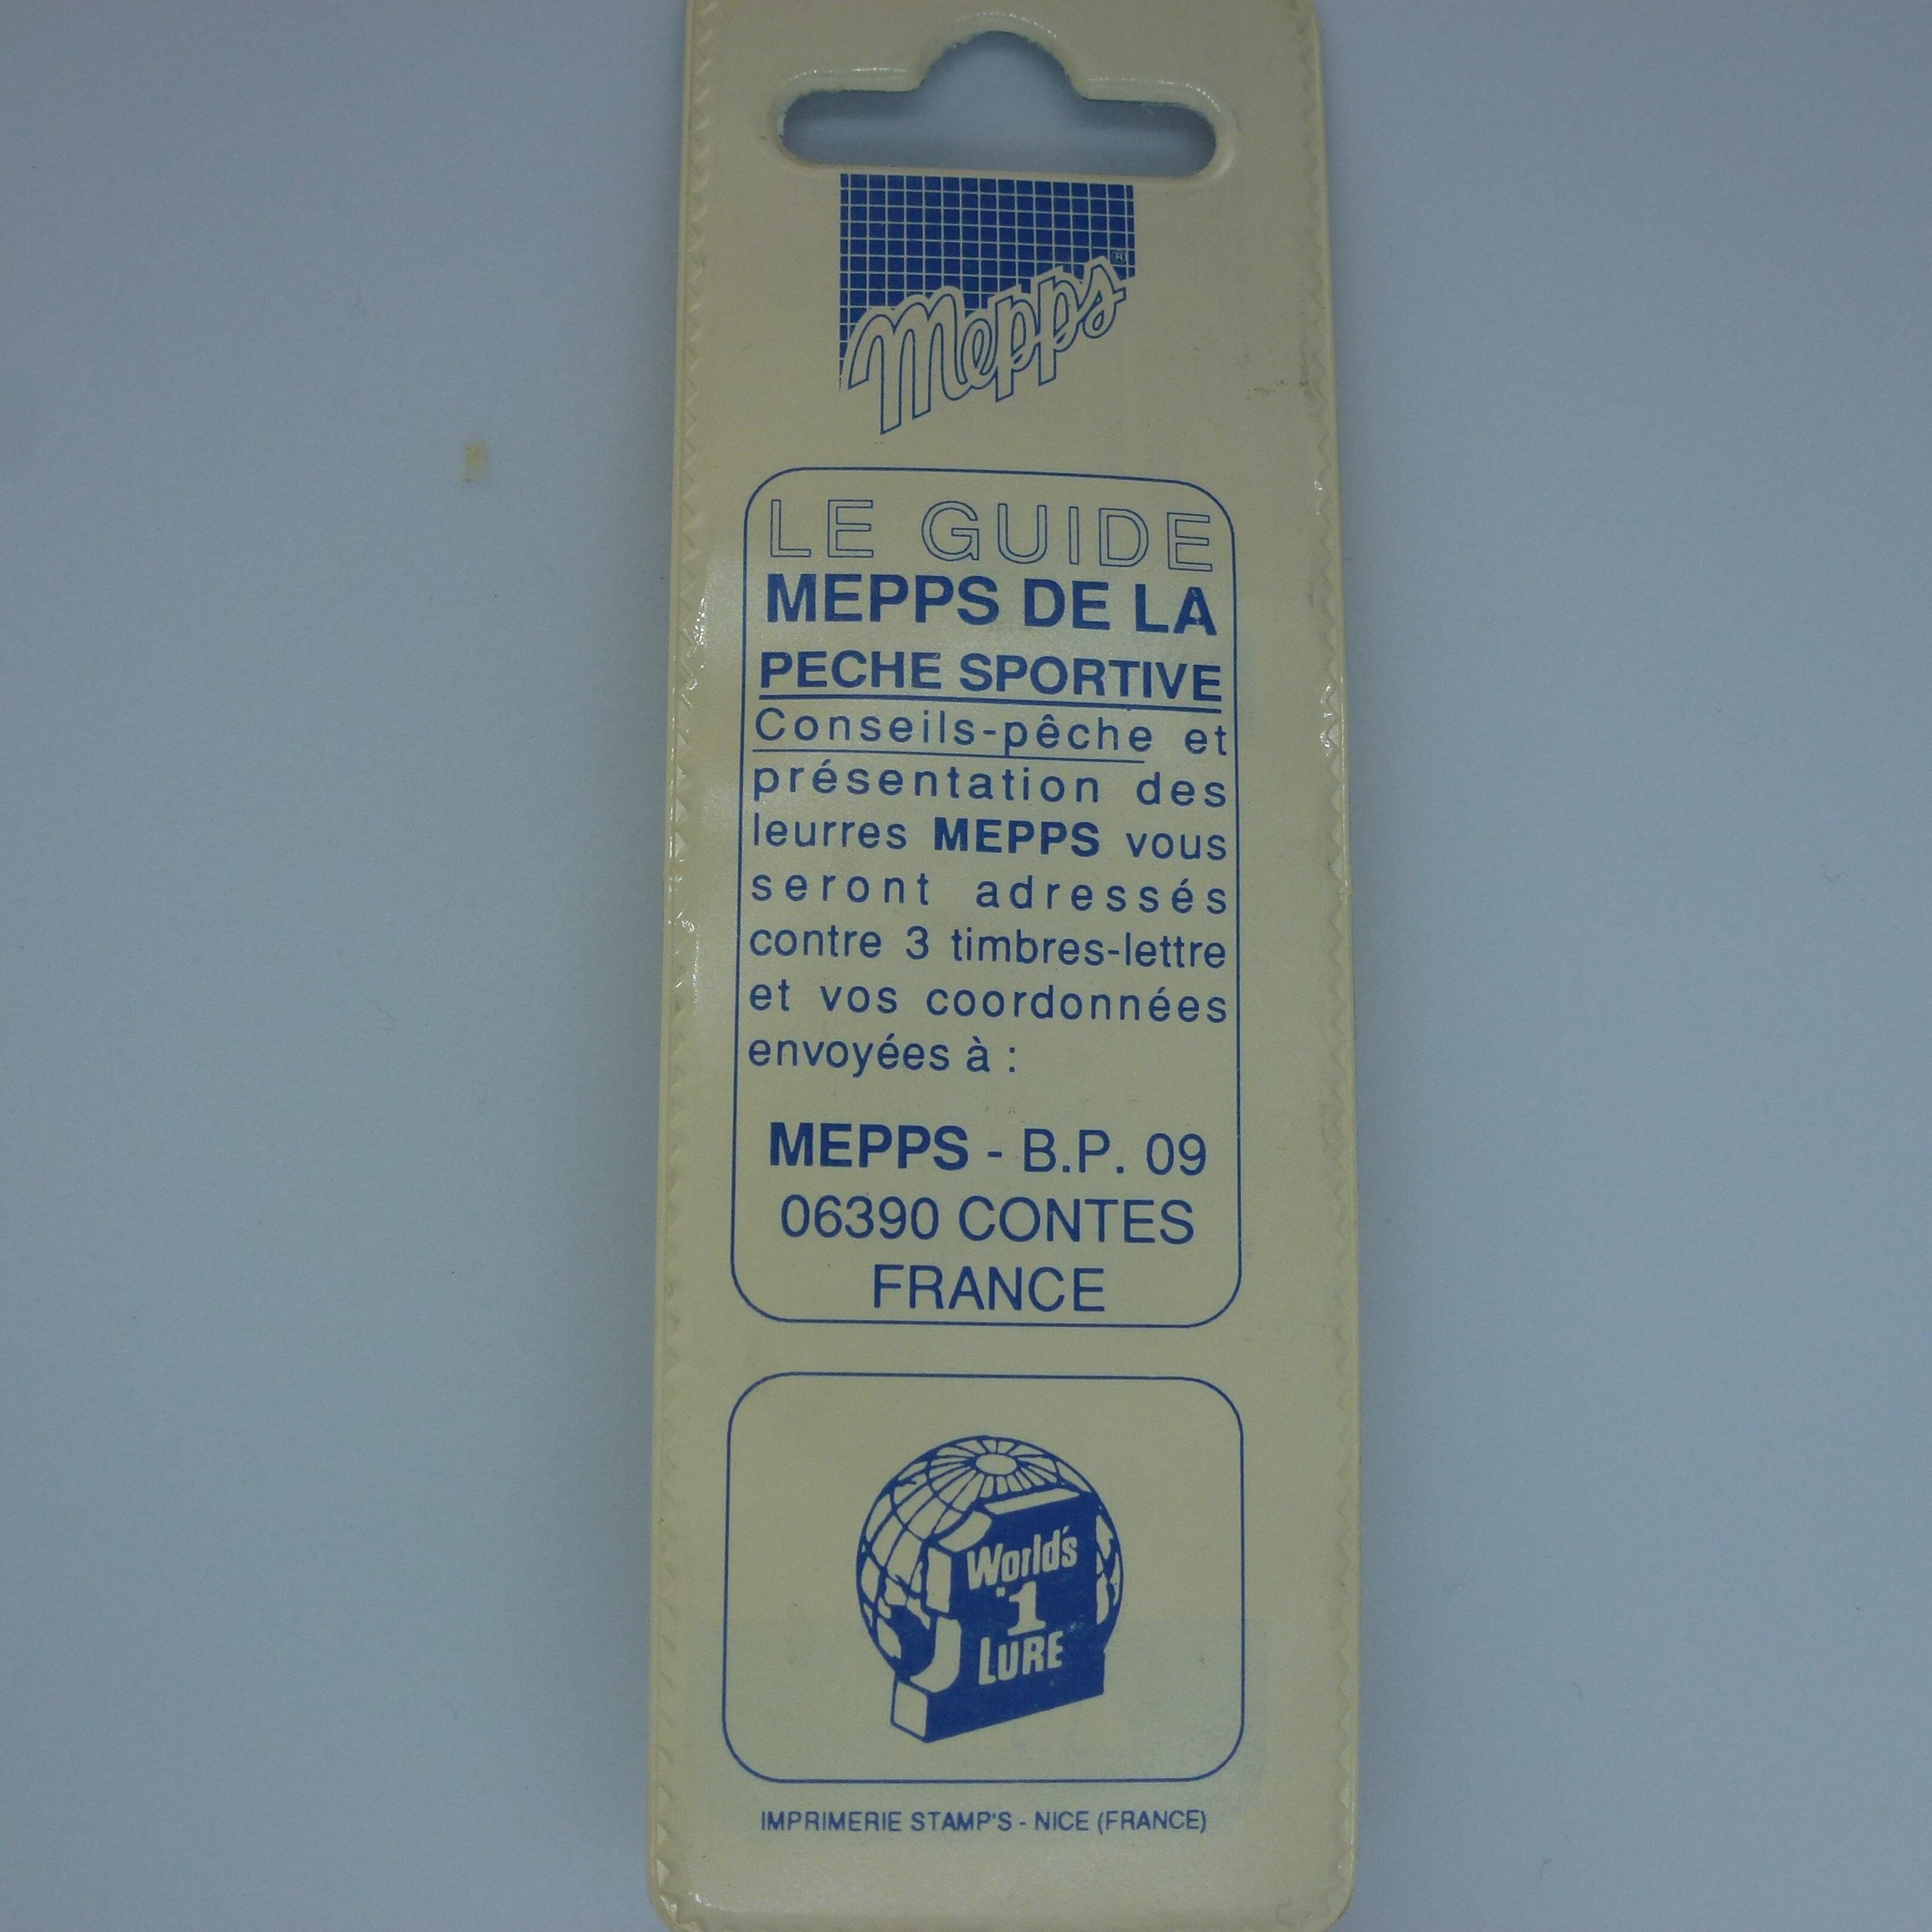 Mepps ®
LE GUIDE
MEPPS DE LA
PECHE SPORTIVE
Conseils-pêche et
présentation des
leurres MEPPS vous
seront adressés
contre 3 timbres-lettre
et vos coordonnées
envoyées à :
MEPPS - B.P. 09
06390 CONTES
FRANCE
World's
1
LURE
IMPRIMERIE STAMP'S - NICE (FRANCE)